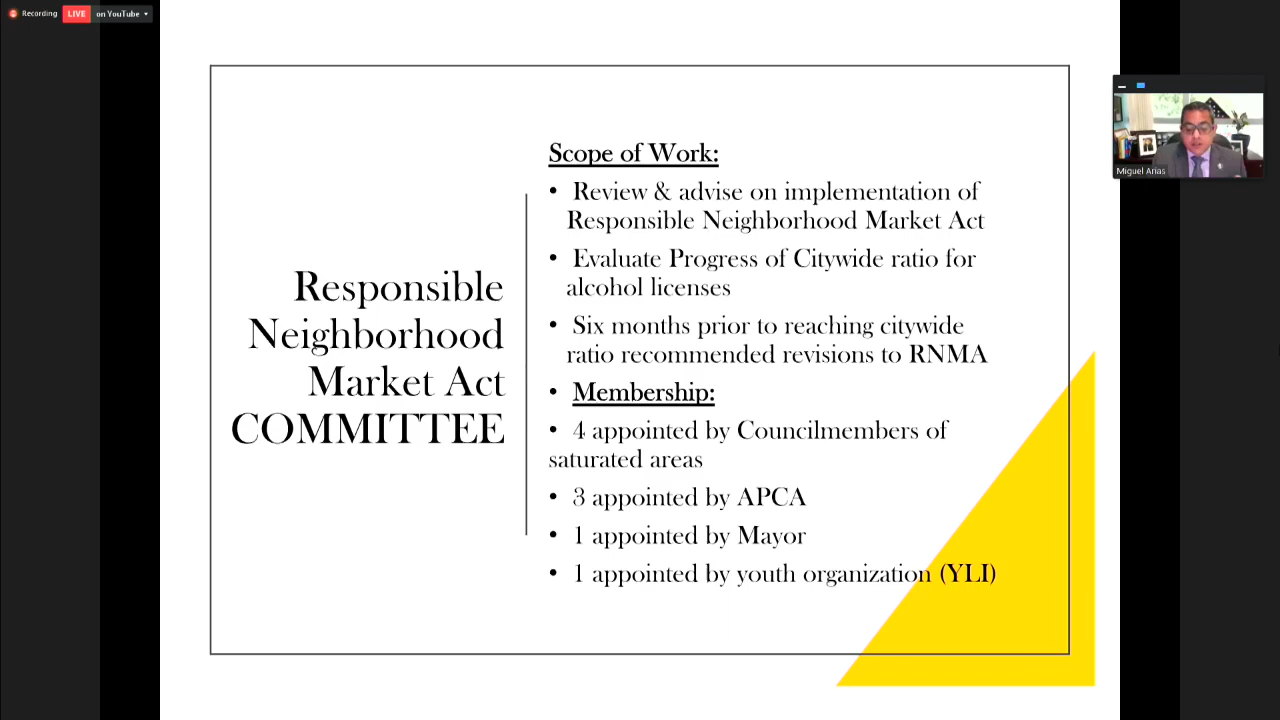 Recording
LIVE
on YouTube
Responsible
Neighborhood
Market Act
COMMITTEE
Scope of Work:
• Review & advise on implementation of
Responsible Neighborhood Market Act
• Evaluate Progress of Citywide ratio for
alcohol licenses
• Six months prior to reaching citywide
ratio recommended revisions to RNMA
• Membership:
• 4 appointed by Councilmembers of
saturated areas
• 3 appointed by APCA
• 1 appointed by Mayor
• 1 appointed by youth organization (YLI)
Miguel Arias